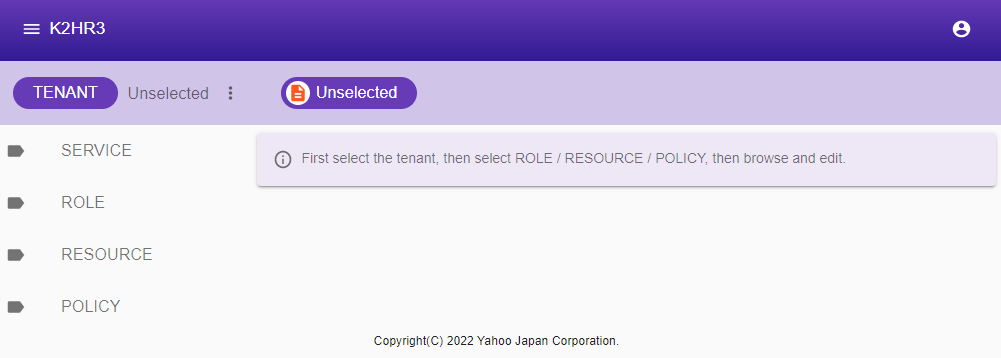 K2HR3
TENANT Unselected
Unselected
SERVICE
ROLE
RESOURCE
POLICY
First select the tenant, then select ROLE / RESOURCE / POLICY, then browse and edit.
Copyright(C) 2022 Yahoo Japan Corporation.